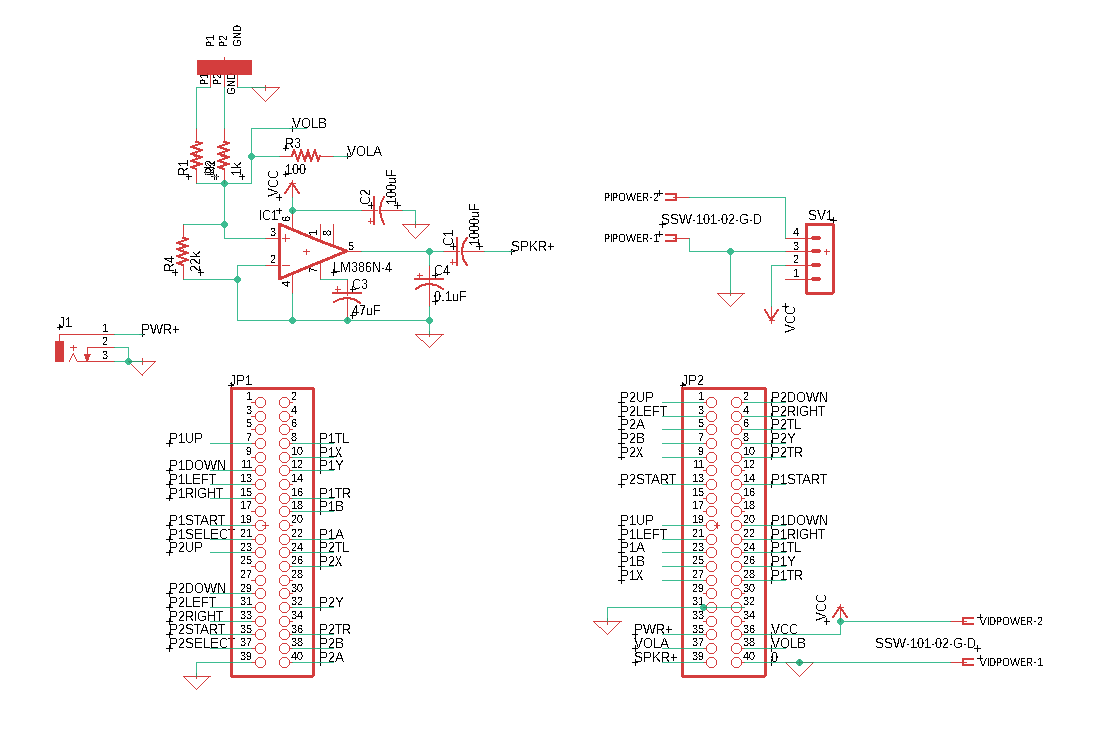 P1 P2 GND
P1 P2 GND
R1
1k
VOLB
R3
VOLA
100
VCC
C2
100uF
IC1
6
1
8
3
2
5
7
4
LM386N-4
C1
1000uF
SPKR+
R4
22k
C3
47uF
C4
0.1uF
PIPOWER-2
SSW-101-02-G-D
PIPOWER-1
SV1
4
3
2
1
VCC
J1
1
2
3
PWR+
JP1
1 2
3 4
5 6
P1UP 7 8 P1TL
9 10 P1X
P1DOWN 11 12 P1Y
P1LEFT 13 14
P1RIGHT 15 16 P1TR
17 18 P1B
P1START 19 20
P1SELECT 21 22 P1A
P2UP 23 24 P2TL
25 26 P2X
27 28
P2DOWN 29 30
P2LEFT 31 32 P2Y
P2RIGHT 33 34
P2START 35 36 P2TR
P2SELECT 37 38 P2B
39 40 P2A
JP2
P2UP 1 2 P2DOWN
P2LEFT 3 4 P2RIGHT
P2A 5 6 P2TL
P2B 7 8 P2Y
P2X 9 10 P2TR
11 12
P2START 13 14 P1START
15 16
17 18
P1UP 19 20 P1DOWN
P1LEFT 21 22 P1RIGHT
P1A 23 24 P1TL
P1B 25 26 P1Y
P1X 27 28 P1TR
29 30
31 32
33 34
PWR+ 35 36 VCC
VOLA 37 38 VOLB
SPKR+ 39 40 0
VCC
VIDPOWER-2
SSW-101-02-G-D
VIDPOWER-1